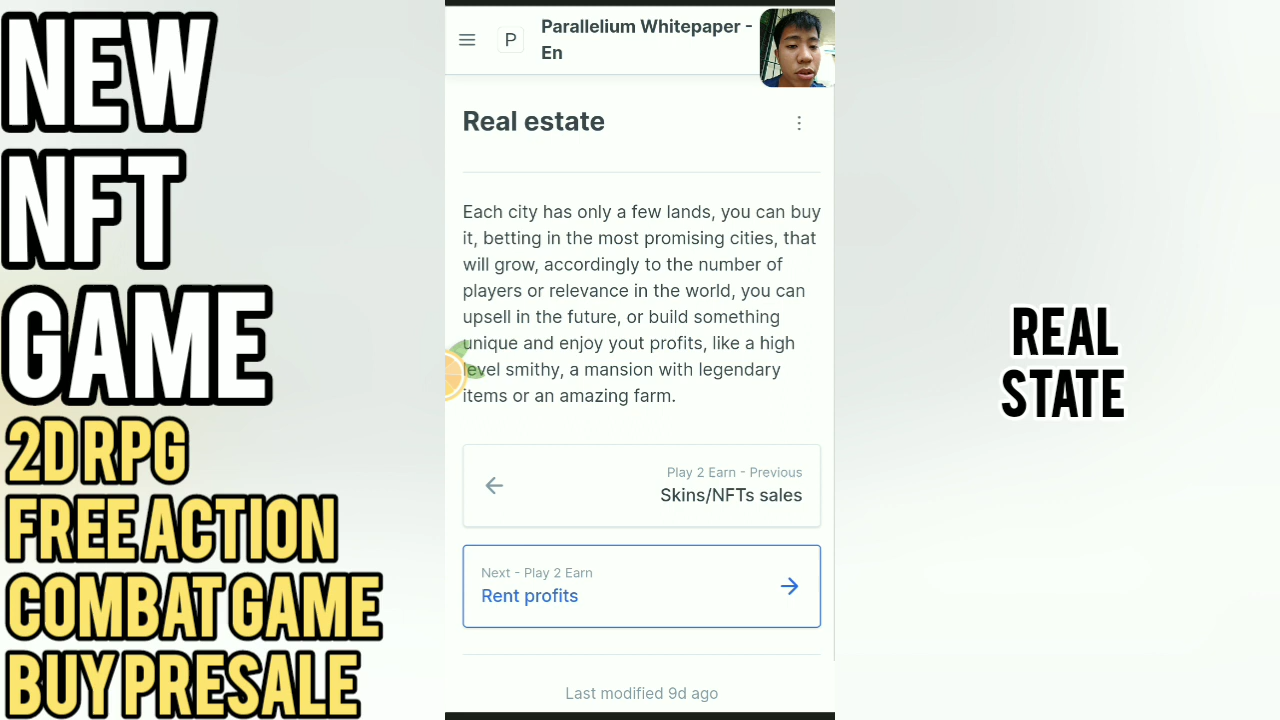 NEW
NFT
GAME
2D RPG
FREE ACTION
COMBAT GAME
BUY PRESALE
P
Parallelium Whitepaper -
En
Real estate
Each city has only a few lands, you can buy
it, betting in the most promising cities, that
will grow, accordingly to the number of
players or relevance in the world, you can
upsell in the future, or build something
unique and enjoy yout profits, like a high
level smithy, a mansion with legendary
items or an amazing farm.
Play 2 Earn - Previous
Skins/NFTs sales
Next - Play 2 Earn
Rent profits
Last modified 9d ago
REAL
STATE